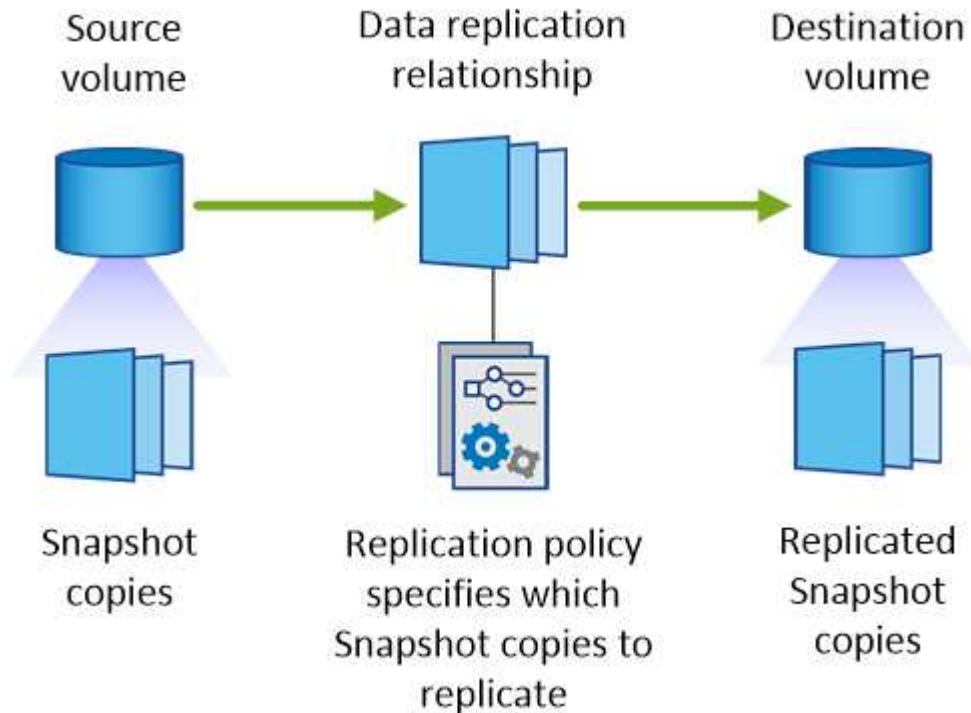 Source
volume
Data replication
relationship
Destination
volume
Snapshot
copies
Replication policy
specifies which
Snapshot copies to
replicate
Replicated
Snapshot
copies